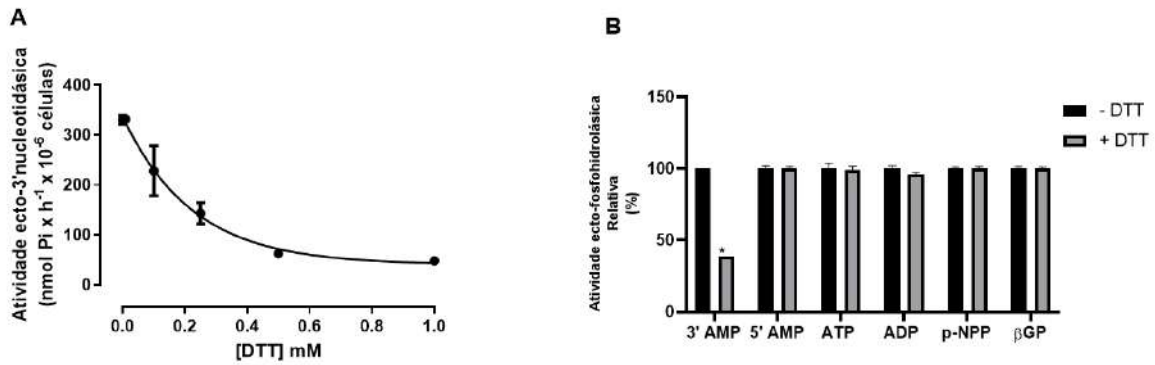 A
Atividade ecto-3'nucleotidásica
(nmol Pi x h⁻¹ x 10⁻⁶ células)
400
300
200
100
0
0.0 0.2 0.4 0.6 0.8 1.0
[DTT] mM
B
Atividade ecto-fosfohidrolásica
Relativa
(%)
150
100
50
0
*
3' AMP 5' AMP ATP ADP p-NPP βGP
- DTT
+ DTT